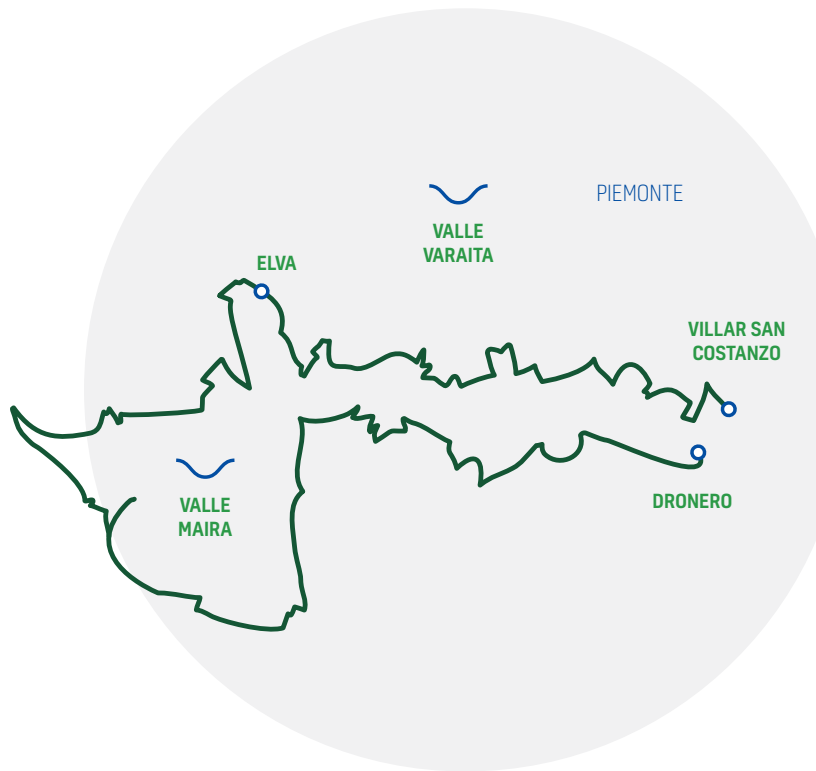 PIEMONTE
VALLE
VARAITA
ELVA
VILLAR SAN
COSTANZO
VALLE
MAIRA
DRONERO